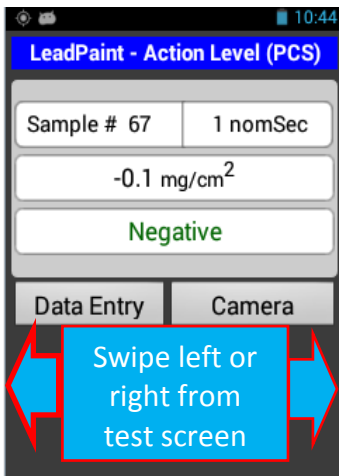 10:44
LeadPaint - Action Level (PCS)
Sample # 67 1 nomSec
-0.1 mg/cm²
Negative
Data Entry Camera
Swipe left or
right from
test screen